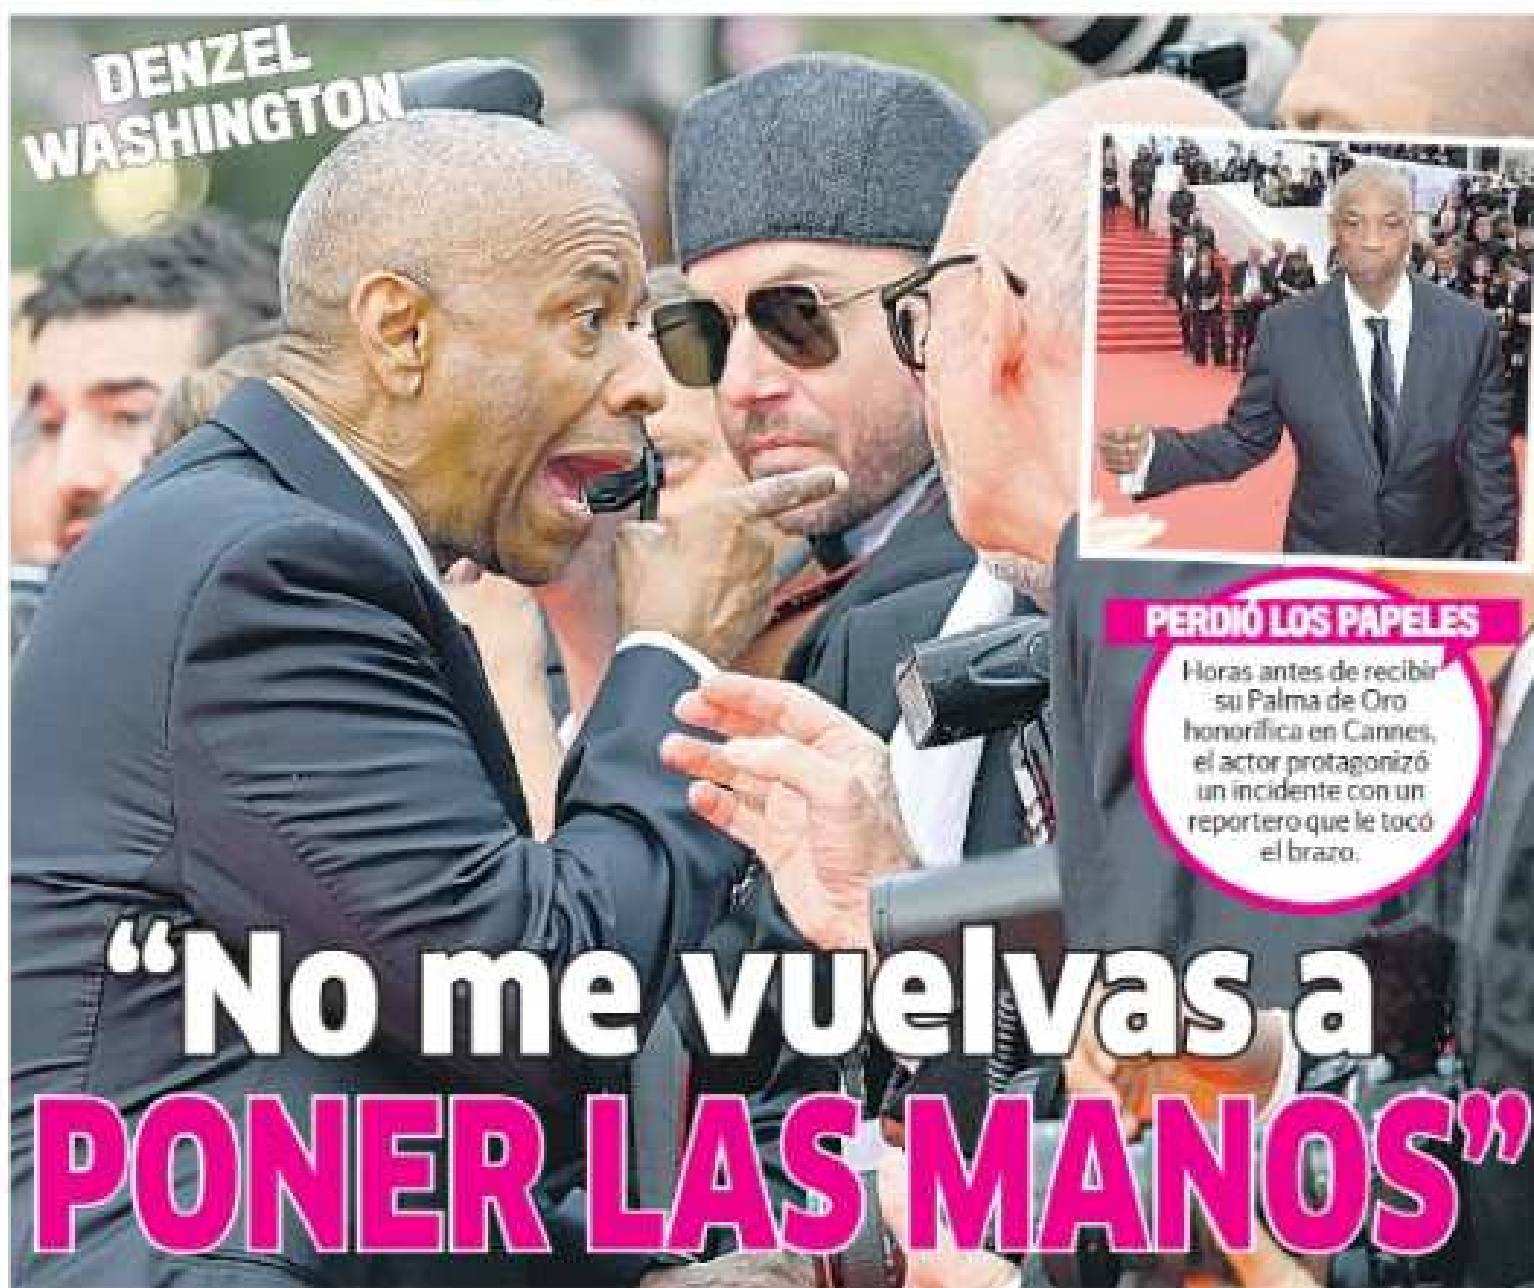 DENZEL
WASHINGTON
PERDIÓ LOS PAPELES
Horas antes de recibir
su Palma de Oro
honorífica en Cannes,
el actor protagonizó
un incidente con un
reportero que le tocó
el brazo.
“No me vuelvas a
PONER LAS MANOS”